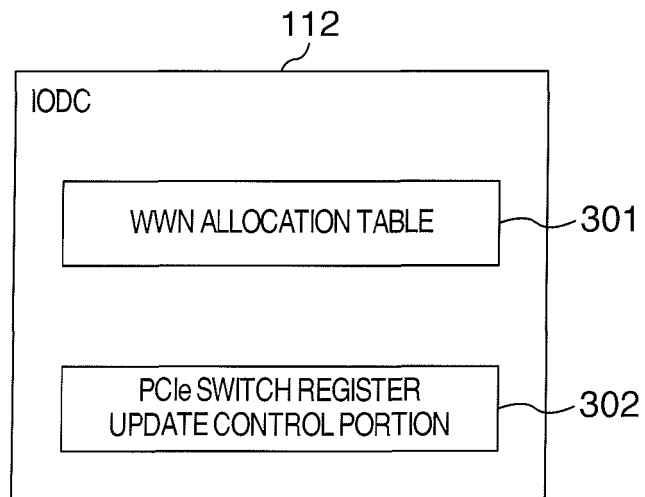 112
IODC
WWN ALLOCATION TABLE
301
PCIe SWITCH REGISTER
UPDATE CONTROL PORTION
302